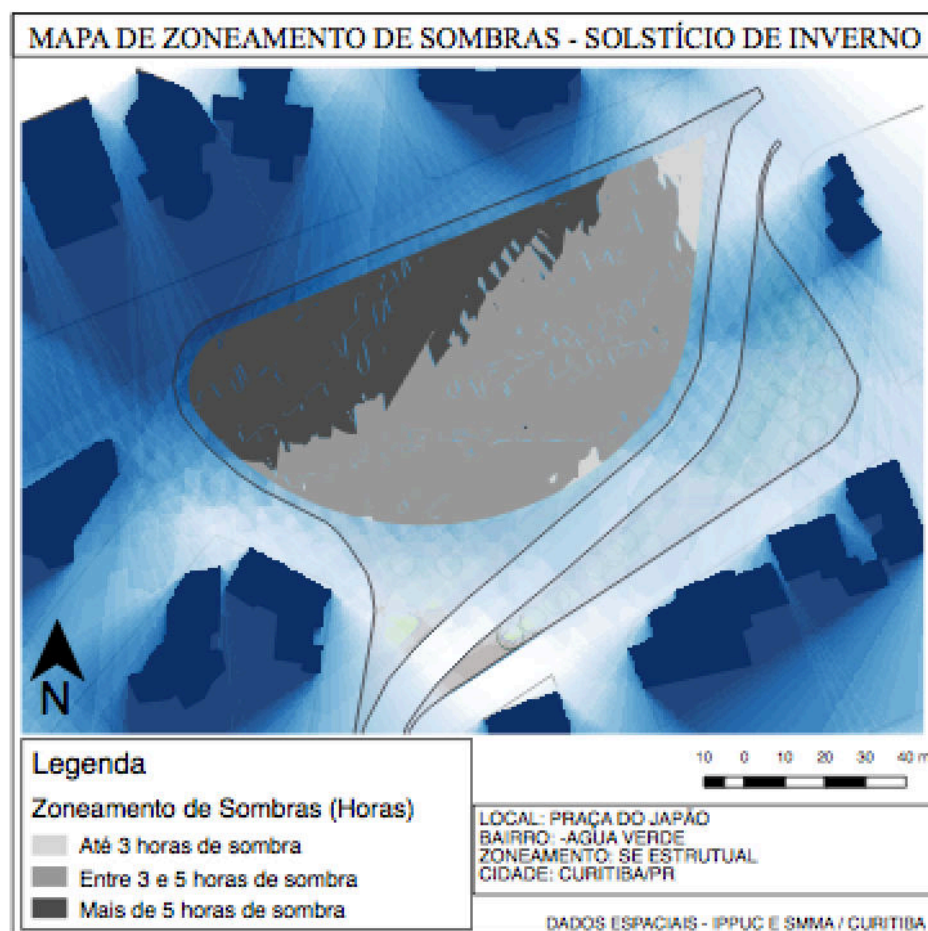 MAPA DE ZONEAMENTO DE SOMBRAS - SOLSTÍCIO DE INVERNO
N
Legenda
Zoneamento de Sombras (Horas)
Até 3 horas de sombra
Entre 3 e 5 horas de sombra
Mais de 5 horas de sombra
10 0 10 20 30 40 m
LOCAL: PRAÇA DO JAPÃO
BAIRRO: -AGUA VERDE
ZONEAMENTO: SE ESTRUTUAL
CIDADE: CURITIBA/PR
DADOS ESPACIAIS - IPPUC E SMMA / CURITIBA